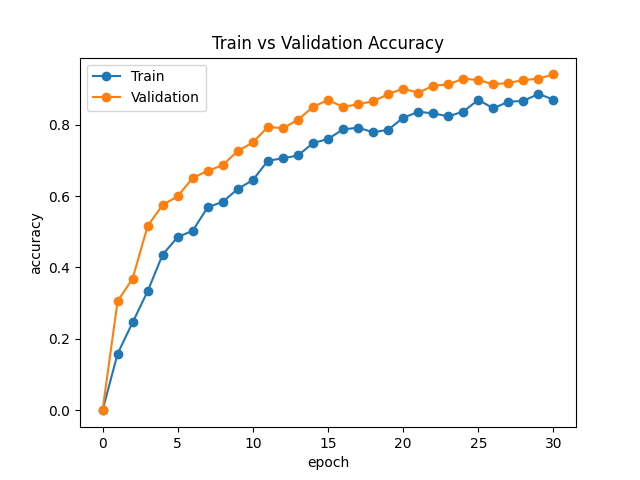 Train vs Validation Accuracy
Train
Validation
accuracy
0.8
0.6
0.4
0.2
0.0
0 5 10 15 20 25 30
epoch